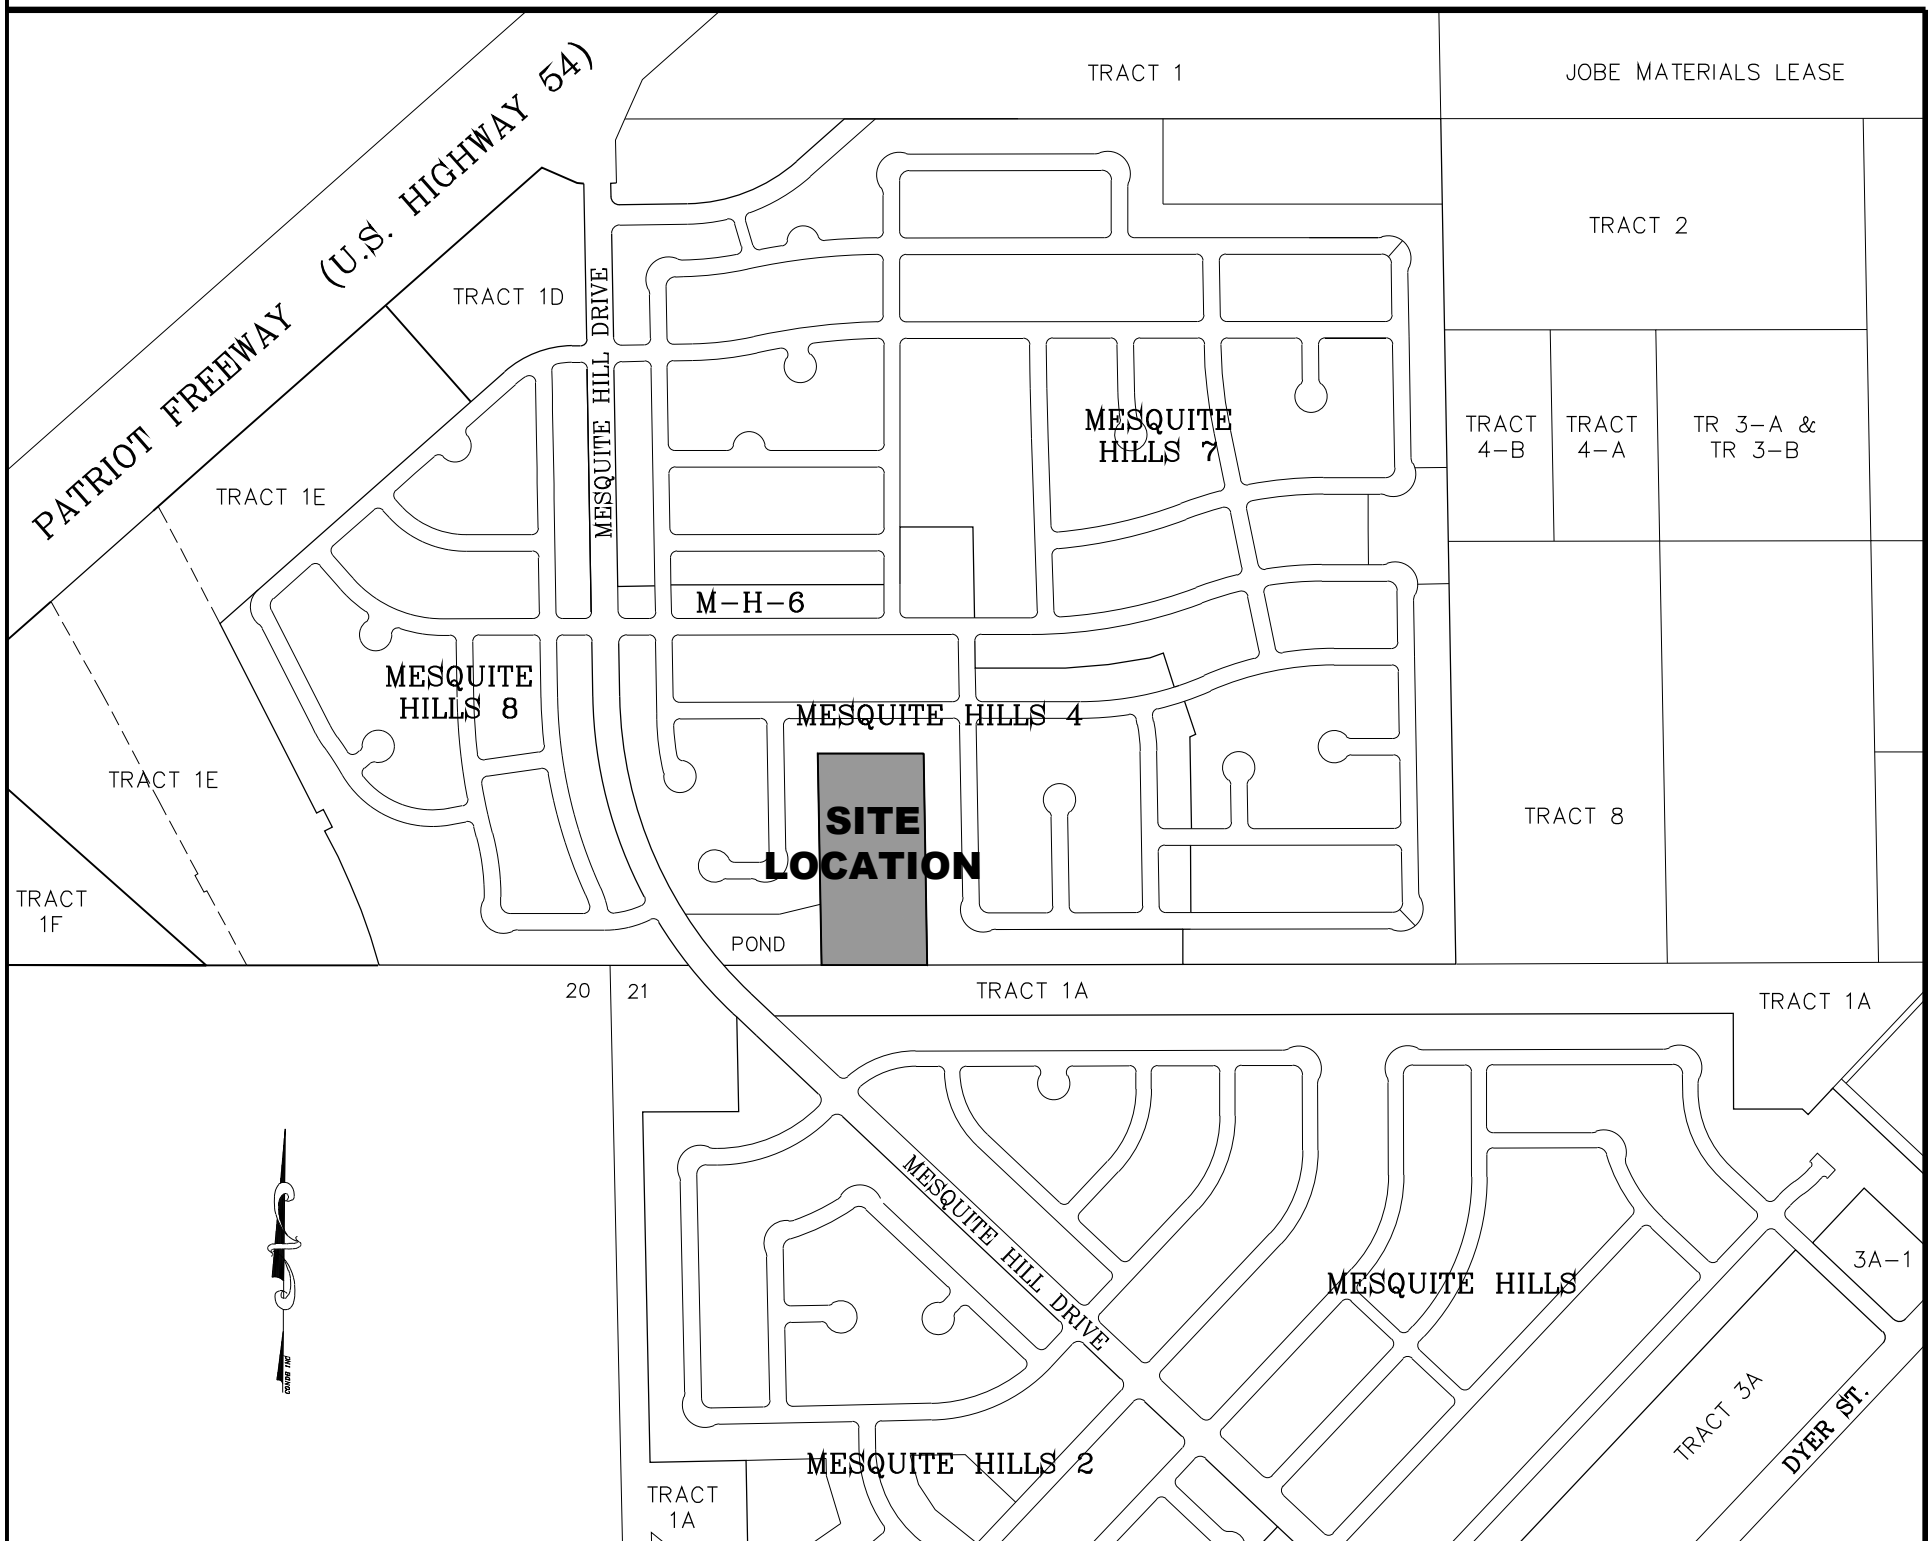 TRACT 1
JOBE MATERIALS LEASE
PATRIOT FREEWAY (U.S. HIGHWAY 54)
TRACT 2
TRACT 1D
MESQUITE HILL DRIVE
MESQUITE
HILLS 7
TRACT
4-B
TRACT
4-A
TR 3-A &
TR 3-B
TRACT 1E
M-H-6
MESQUITE
HILLS 8
MESQUITE HILLS 4
TRACT 1E
SITE
LOCATION
TRACT 8
TRACT
1F
POND
20
21
TRACT 1A
TRACT 1A
MESQUITE HILL DRIVE
3A-1
MESQUITE HILLS
CONDE INC
TRACT 3A
DYER ST.
MESQUITE HILLS 2
TRACT
1A